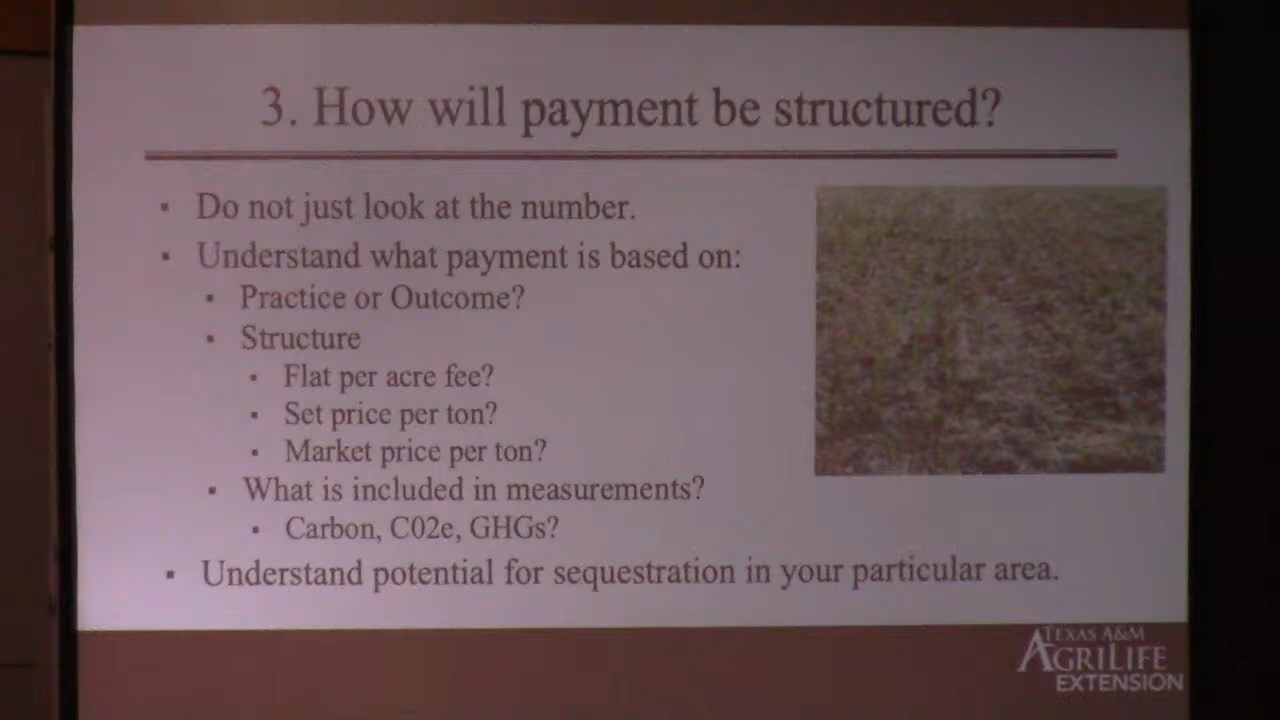 3. How will payment be structured?
▪ Do not just look at the number.
▪ Understand what payment is based on:
▪ Practice or Outcome?
▪ Structure
▪ Flat per acre fee?
▪ Set price per ton?
▪ Market price per ton?
▪ What is included in measurements?
▪ Carbon, C02e, GHGs?
▪ Understand potential for sequestration in your particular area.
TEXAS A&M
AGRILIFE
EXTENSION